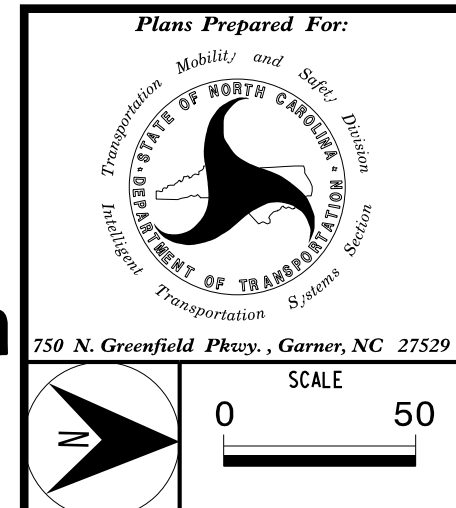 Plans Prepared For:
Transportation Mobility and Safety Division
STATE OF NORTH CAROLINA
DEPARTMENT OF TRANSPORTATION
Intelligent Transportation Systems Section
750 N. Greenfield Pkwy. , Garner, NC 27529
N
SCALE
0 50